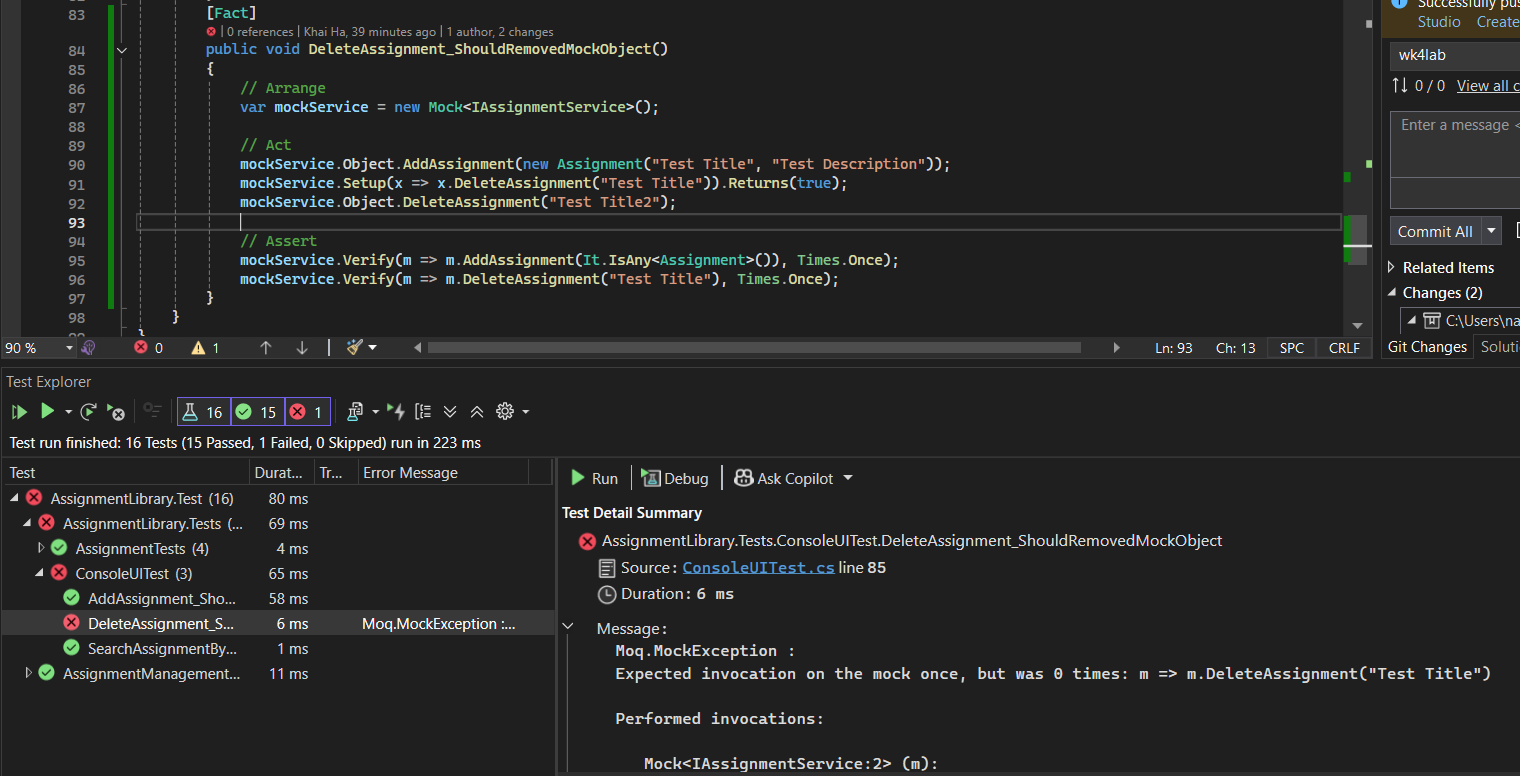 83 [Fact]
| 0 references | Khai Ha, 39 minutes ago | 1 author, 2 changes
84 public void DeleteAssignment_ShouldRemovedMockObject()
85 {
86 // Arrange
87 var mockService = new Mock<IAssignmentService>();
88
89 // Act
90 mockService.Object.AddAssignment(new Assignment("Test Title", "Test Description"));
91 mockService.Setup(x => x.DeleteAssignment("Test Title")).Returns(true);
92 mockService.Object.DeleteAssignment("Test Title2");
93
94 // Assert
95 mockService.Verify(m => m.AddAssignment(It.IsAny<Assignment>()), Times.Once);
96 mockService.Verify(m => m.DeleteAssignment("Test Title"), Times.Once);
97 }
98 }
90 % 0 1 Ln: 93 Ch: 13 SPC CRLF
Studio Create
wk4lab
0 / 0 View all c
Enter a message <
Commit All
Related Items
Changes (2)
C:\Users\na
Git Changes Soluti
Test Explorer
16 15 1
Test run finished: 16 Tests (15 Passed, 1 Failed, 0 Skipped) run in 223 ms
Test Durat... Tr... Error Message
AssignmentLibrary.Test (16) 80 ms
AssignmentLibrary.Tests (... 69 ms
AssignmentTests (4) 4 ms
ConsoleUITest (3) 65 ms
AddAssignment_Sho... 58 ms
DeleteAssignment_S... 6 ms Moq.MockException :...
SearchAssignmentBy... 1 ms
AssignmentManagement... 11 ms
Run Debug Ask Copilot
Test Detail Summary
AssignmentLibrary.Tests.ConsoleUITest.DeleteAssignment_ShouldRemovedMockObject
Source: ConsoleUITest.cs line 85
Duration: 6 ms
Message:
Moq.MockException :
Expected invocation on the mock once, but was 0 times: m => m.DeleteAssignment("Test Title")
Performed invocations:
Mock<IAssignmentService:2> (m):